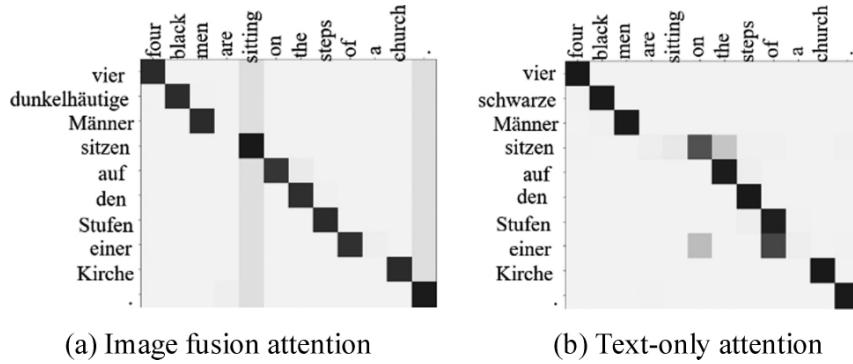 four black men are sitting on the steps of a church .
vier
dunkelhäutige
Männer
sitzen
auf
den
Stufen
einer
Kirche
.
(a) Image fusion attention
four black men are sitting on the steps of a church .
vier
schwarze
Männer
sitzen
auf
den
Stufen
einer
Kirche
.
(b) Text-only attention